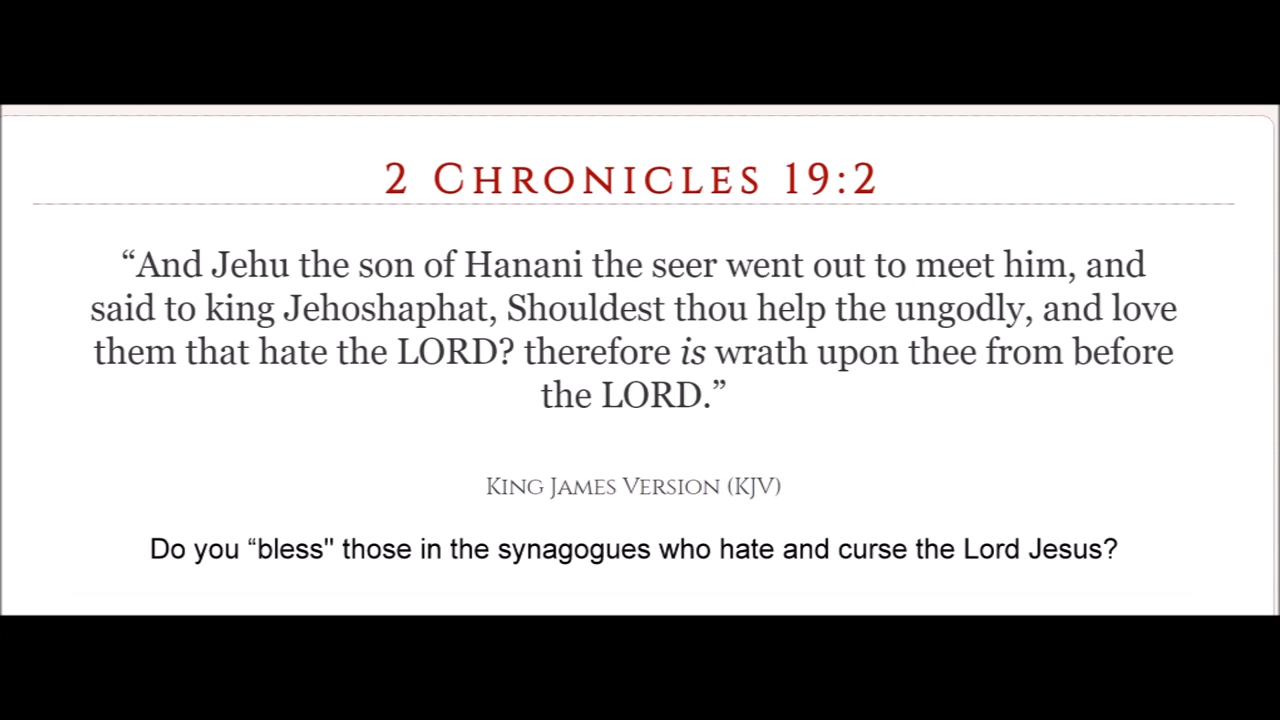 2 CHRONICLES 19:2
“And Jehu the son of Hanani the seer went out to meet him, and
said to king Jehoshaphat, Shouldest thou help the ungodly, and love
them that hate the LORD? therefore is wrath upon thee from before
the LORD.”
KING JAMES VERSION (KJV)
Do you “bless" those in the synagogues who hate and curse the Lord Jesus?